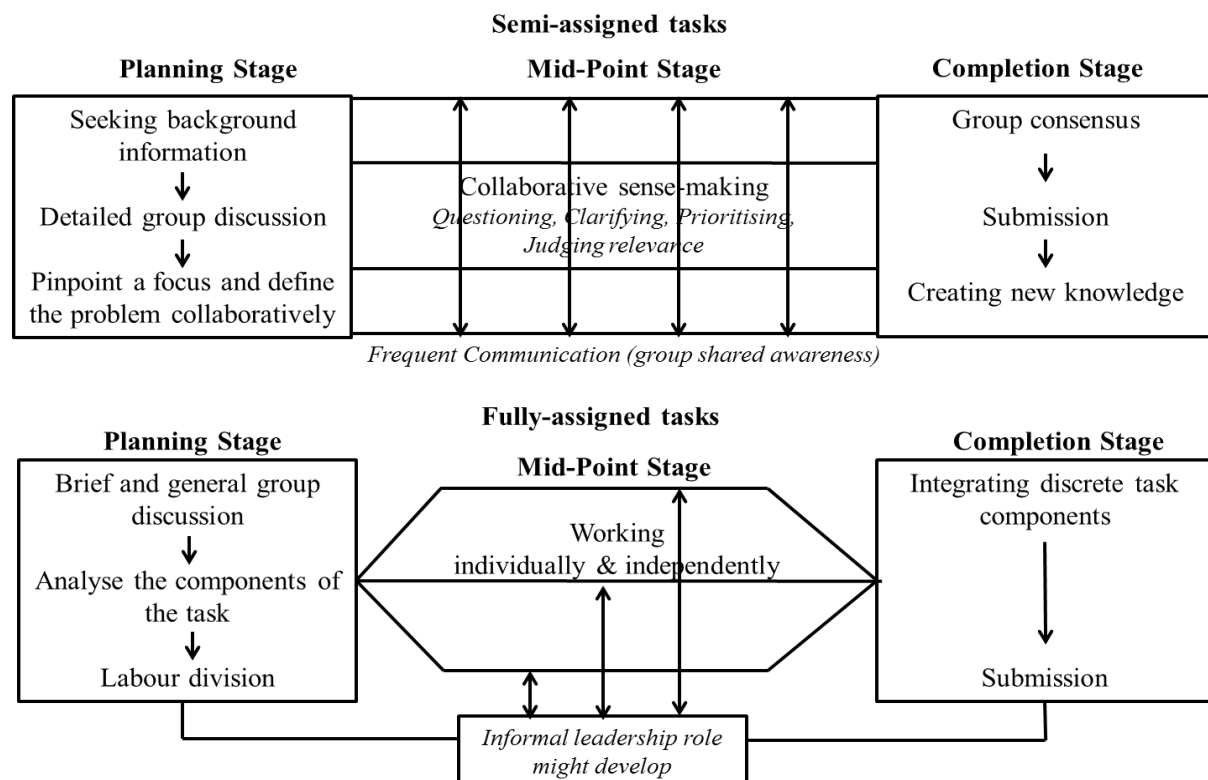 Semi-assigned tasks
Planning Stage
Mid-Point Stage
Completion Stage
Seeking background
information
Detailed group discussion
Pinpoint a focus and define
the problem collaboratively
Collaborative sense-making
Questioning, Clarifying, Prioritising,
Judging relevance
Group consensus
Submission
Creating new knowledge
Frequent Communication (group shared awareness)
Fully-assigned tasks
Planning Stage
Mid-Point Stage
Completion Stage
Brief and general group
discussion
Analyse the components of
the task
Labour division
Working
individually & independently
Integrating discrete task
components
Submission
Informal leadership role
might develop